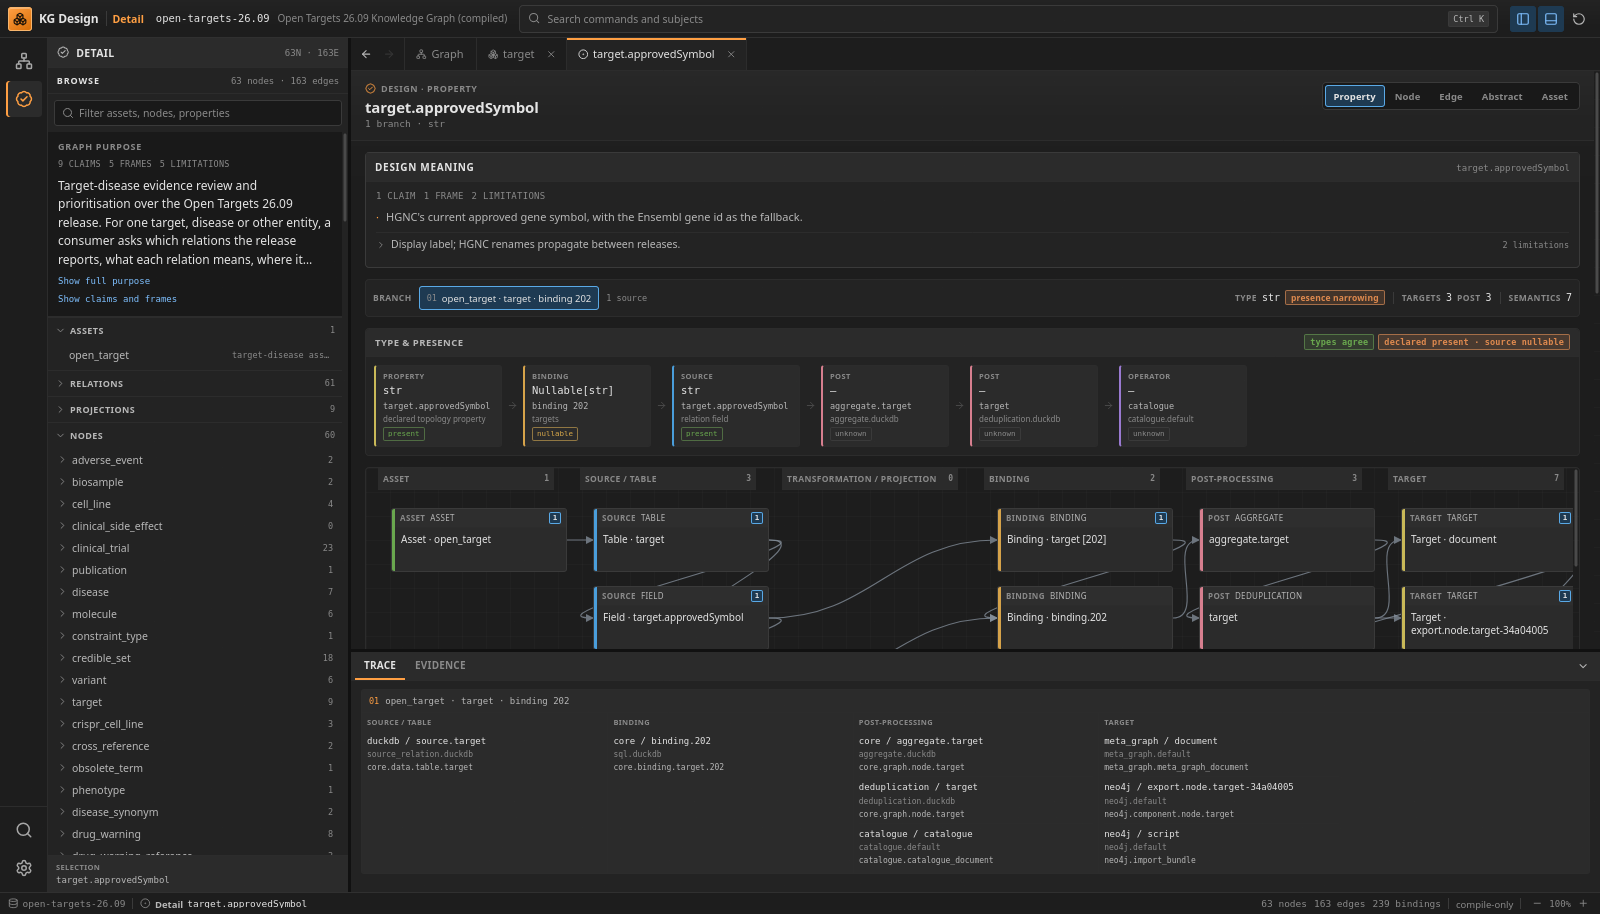 KG Design
Detail
open-targets-26.09
Open Targets 26.09 Knowledge Graph (compiled)
Search commands and subjects
Ctrl K
DETAIL
63N · 163E
BROWSE
63 nodes · 163 edges
Filter assets, nodes, properties
GRAPH PURPOSE
9 CLAIMS 5 FRAMES 5 LIMITATIONS
Target-disease evidence review and
prioritisation over the Open Targets 26.09
release. For one target, disease or other entity, a
consumer asks which relations the release
reports, what each relation means, where it...
Show full purpose
Show claims and frames
ASSETS 1
open_target target-disease ass…
RELATIONS 61
PROJECTIONS 9
NODES 60
adverse_event 2
biosample 2
cell_line 4
clinical_side_effect 0
clinical_trial 23
publication 1
disease 7
molecule 6
constraint_type 1
credible_set 18
variant 6
target 9
crispr_cell_line 3
cross_reference 2
obsolete_term 1
phenotype 1
disease_synonym 2
drug_warning 8
SELECTION
target.approvedSymbol
Graph
target
target.approvedSymbol
DESIGN · PROPERTY
target.approvedSymbol
1 branch · str
Property Node Edge Abstract Asset
DESIGN MEANING
target.approvedSymbol
1 CLAIM 1 FRAME 2 LIMITATIONS
· HGNC's current approved gene symbol, with the Ensembl gene id as the fallback.
Display label; HGNC renames propagate between releases.
2 limitations
BRANCH 01 open_target · target · binding 202 1 source
TYPE str presence narrowing TARGETS 3 POST 3 SEMANTICS 7
TYPE & PRESENCE
types agree declared present · source nullable
PROPERTY
str
target.approvedSymbol
declared topology property
present
BINDING
Nullable[str]
binding 202
targets
nullable
SOURCE
str
target.approvedSymbol
relation field
present
POST
—
aggregate.target
aggregate.duckdb
unknown
POST
—
target
deduplication.duckdb
unknown
OPERATOR
—
catalogue
catalogue.default
unknown
ASSET 1
SOURCE / TABLE 3
TRANSFORMATION / PROJECTION 0
BINDING 2
POST-PROCESSING 3
TARGET 7
ASSET ASSET 1
Asset · open_target
SOURCE TABLE 1
Table · target
SOURCE FIELD 1
Field · target.approvedSymbol
BINDING BINDING 1
Binding · target [202]
BINDING BINDING
Binding · binding.202
POST AGGREGATE
aggregate.target
POST DEDUPLICATION
target
TARGET TARGET 1
Target · document
TARGET TARGET 1
Target ·
export.node.target-34a04005
TRACE EVIDENCE
01 open_target · target · binding 202
SOURCE / TABLE
duckdb / source.target
source_relation.duckdb
core.data.table.target
BINDING
core / binding.202
sql.duckdb
core.binding.target.202
POST-PROCESSING
core / aggregate.target
aggregate.duckdb
core.graph.node.target
deduplication / target
deduplication.duckdb
core.graph.node.target
catalogue / catalogue
catalogue.default
catalogue.catalogue_document
TARGET
meta_graph / document
meta_graph.default
meta_graph.meta_graph_document
neo4j / export.node.target-34a04005
neo4j.default
neo4j.component.node.target
neo4j / script
neo4j.default
neo4j.import_bundle
open-targets-26.09
Detail target.approvedSymbol
63 nodes 163 edges 239 bindings
compile-only
100%